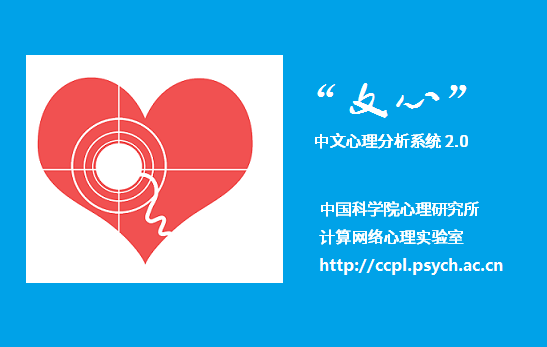 “文心”
中文心理分析系统 2.0
中国科学院心理研究所
计算网络心理实验室
http://ccpl.psych.ac.cn